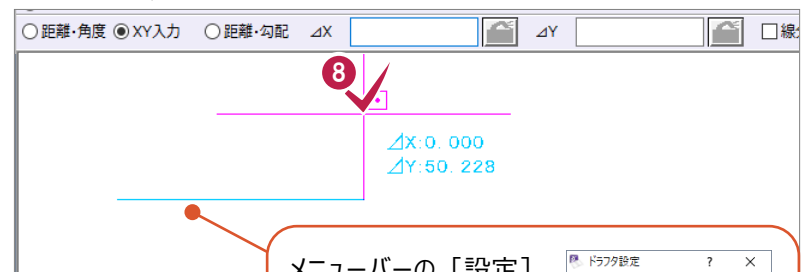 距離・角度 XY入力 距離・勾配 ⊿X ⊿Y
8
⊿X:0.000
⊿Y:50.228
メニューバーの［設定］
ドラフタ設定 ? ×